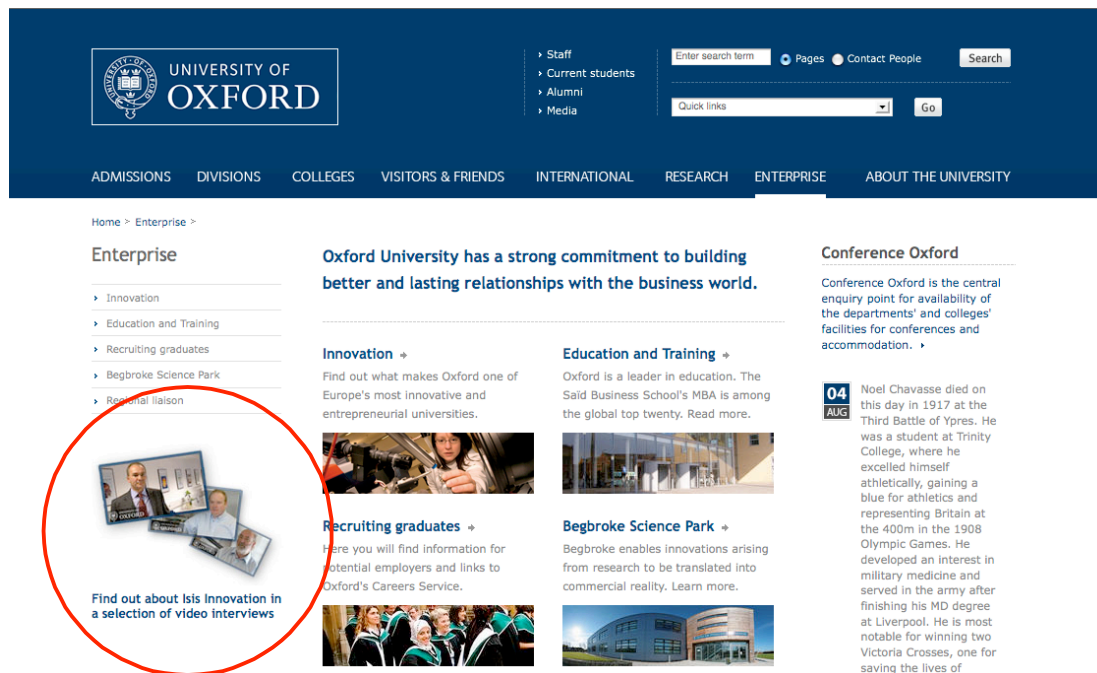 UNIVERSITY OF
OXFORD
Staff
Current students
Alumni
Media
Enter search term
Pages
Contact People
Search
Quick links
Go
ADMISSIONS DIVISIONS COLLEGES VISITORS & FRIENDS INTERNATIONAL RESEARCH ENTERPRISE ABOUT THE UNIVERSITY
Home > Enterprise >
Enterprise
Innovation
Education and Training
Recruiting graduates
Begbroke Science Park
Regional liaison
OXFORD
Find out about Isis Innovation in
a selection of video interviews
Oxford University has a strong commitment to building
better and lasting relationships with the business world.
Innovation
Find out what makes Oxford one of
Europe's most innovative and
entrepreneurial universities.
Education and Training
Oxford is a leader in education. The
Saïd Business School's MBA is among
the global top twenty. Read more.
Recruiting graduates
Here you will find information for
potential employers and links to
Oxford's Careers Service.
Begbroke Science Park
Begbroke enables innovations arising
from research to be translated into
commercial reality. Learn more.
Conference Oxford
Conference Oxford is the central
enquiry point for availability of
the departments' and colleges'
facilities for conferences and
accommodation.
04
AUG
Noel Chavasse died on
this day in 1917 at the
Third Battle of Ypres. He
was a student at Trinity
College, where he
excelled himself
athletically, gaining a
blue for athletics and
representing Britain at
the 400m in the 1908
Olympic Games. He
developed an interest in
military medicine and
served in the army after
finishing his MD degree
at Liverpool. He is most
notable for winning two
Victoria Crosses, one for
saving the lives of